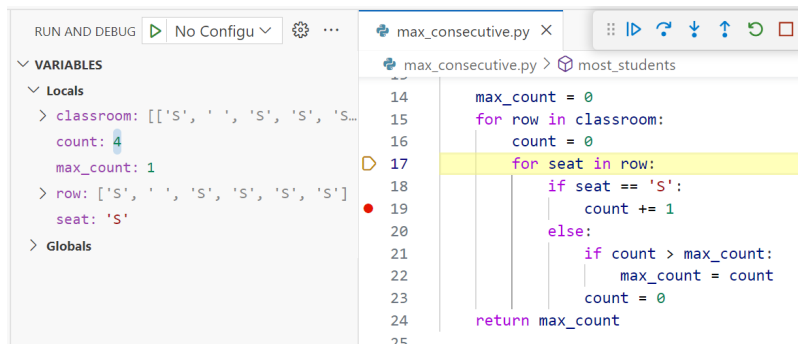 RUN AND DEBUG No Configu
VARIABLES
Locals
classroom: [['S', ' ', 'S', 'S', 'S…
count: 4
max_count: 1
row: ['S', ' ', 'S', 'S', 'S', 'S']
seat: 'S'
Globals
max_consecutive.py
max_consecutive.py > most_students
14 max_count = 0
15 for row in classroom:
16 count = 0
17 for seat in row:
18 if seat == 'S':
19 count += 1
20 else:
21 if count > max_count:
22 max_count = count
23 count = 0
24 return max_count